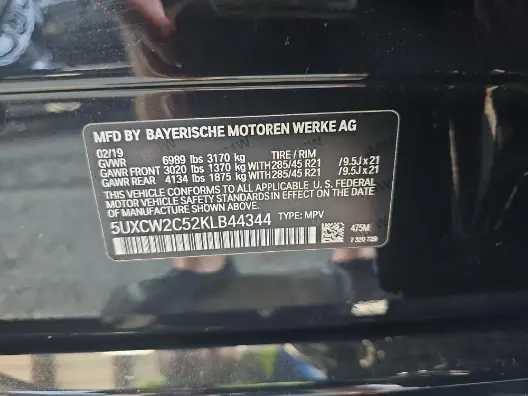 MFD BY BAYERISCHE MOTOREN WERKE AG
02/19
GVWR 6989 lbs 3170 kg TIRE / RIM
GAWR FRONT 3020 lbs 1370 kg WITH 285/45 R21 /9.5J x 21
GAWR REAR 4134 lbs 1875 kg WITH 285/45 R21 /9.5J x 21
THIS VEHICLE CONFORMS TO ALL APPLICABLE U.S. FEDERAL
MOTOR VEHICLE SAFETY STANDARDS IN EFFECT ON THE DATE
OF MANUFACTURE SHOWN ABOVE.
5UXCW2C52KLB44344 TYPE: MPV
475M
7 320 729